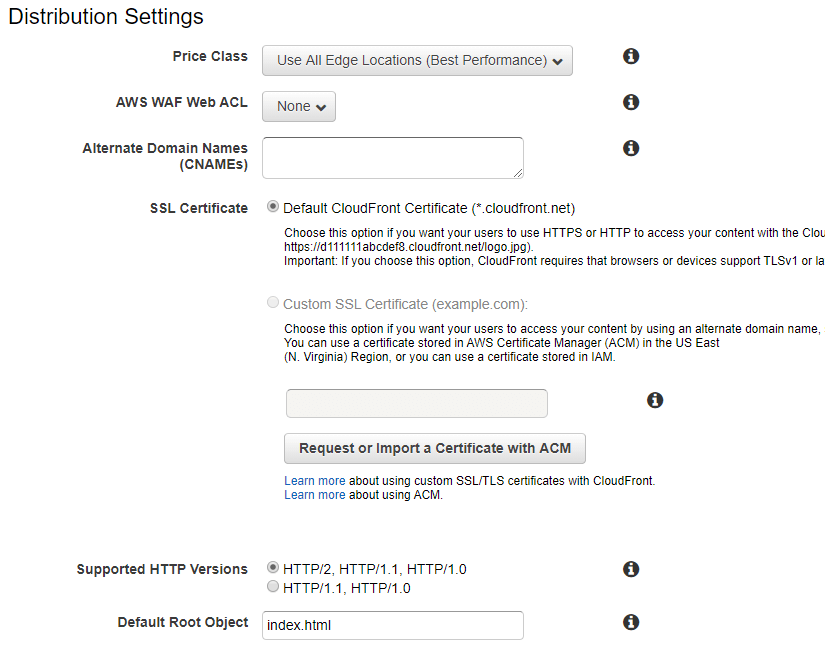 Distribution Settings
Price Class Use All Edge Locations (Best Performance)
AWS WAF Web ACL None
Alternate Domain Names
(CNAMEs)
SSL Certificate Default CloudFront Certificate (*.cloudfront.net)
Choose this option if you want your users to use HTTPS or HTTP to access your content with the Clou
https://d111111abcdef8.cloudfront.net/logo.jpg).
Important: If you choose this option, CloudFront requires that browsers or devices support TLSv1 or la
Custom SSL Certificate (example.com):
Choose this option if you want your users to access your content by using an alternate domain name,
You can use a certificate stored in AWS Certificate Manager (ACM) in the US East
(N. Virginia) Region, or you can use a certificate stored in IAM.
Request or Import a Certificate with ACM
Learn more about using custom SSL/TLS certificates with CloudFront.
Learn more about using ACM.
Supported HTTP Versions HTTP/2, HTTP/1.1, HTTP/1.0
HTTP/1.1, HTTP/1.0
Default Root Object index.html